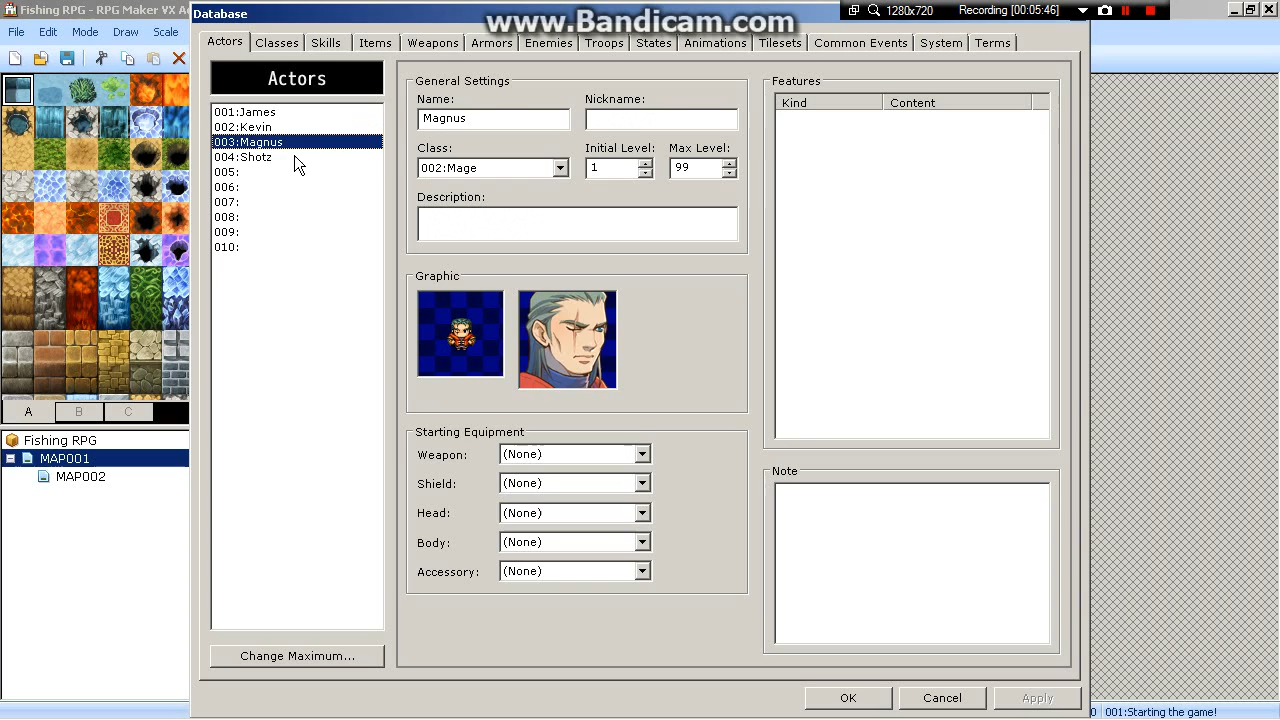 Fishing RPG - RPG Maker VX Ac
Database
www.Bandicam.com
1280x720
Recording [00:05:46]
File Edit Mode Draw Scale
Actors Classes Skills Items Weapons Armors Enemies Troops States Animations Tilesets Common Events System Terms
Actors
001:James
002:Kevin
003:Magnus
004:Shotz
005:
006:
007:
008:
009:
010:
Change Maximum...
General Settings
Name: Nickname:
Magnus
Class: Initial Level: Max Level:
002:Mage 1 99
Description:
Graphic
Starting Equipment
Weapon: (None)
Shield: (None)
Head: (None)
Body: (None)
Accessory: (None)
Features
Kind Content
Note
A B C
Fishing RPG
MAP001
MAP002
OK Cancel Apply
0 001:Starting the game!